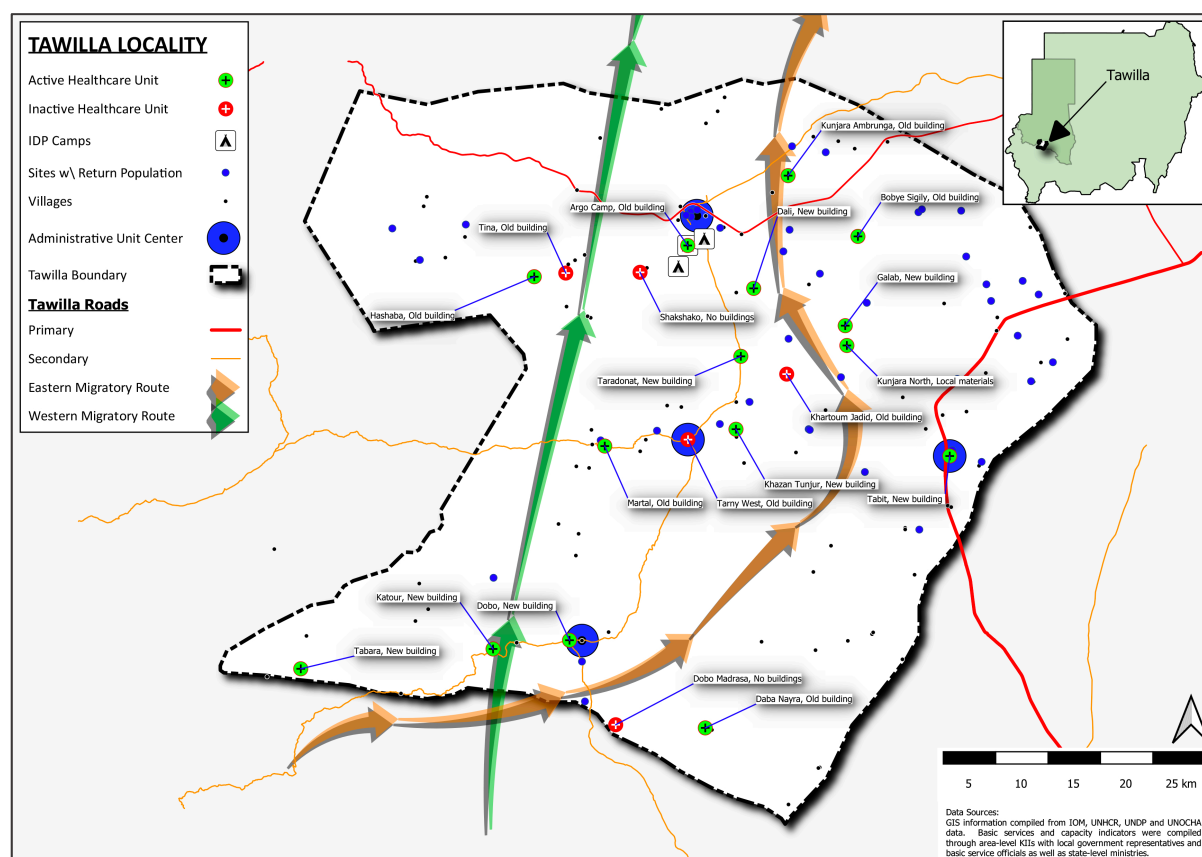 TAWILLA LOCALITY
Active Healthcare Unit
Inactive Healthcare Unit
IDP Camps
Sites w\ Return Population
Villages
Administrative Unit Center
Tawilla Boundary
Tawilla Roads
Primary
Secondary
Eastern Migratory Route
Western Migratory Route
Tawilla
Kunjara Ambrunga, Old building
Bobye Sigily, Old building
Argo Camp, Old building
Dali, New building
Tina, Old building
Galab, New building
Hashaba, Old building
Shakshako, No buildings
Taradonat, New building
Kunjara North, Local materials
Khartoum Jadid, Old building
Khazan Tunjur, New building
Martal, Old building
Tarny West, Old building
Tabit, New building
Katour, New building
Dobo, New building
Tabara, New building
Dobo Madrasa, No buildings
Daba Nayra, Old building
5 10 15 20 25 km
Data Sources:
GIS information compiled from IOM, UNHCR, UNDP and UNOCHA
data. Basic services and capacity indicators were compiled
through area-level KIIs with local government representatives and
basic service officials as well as state-level ministries.